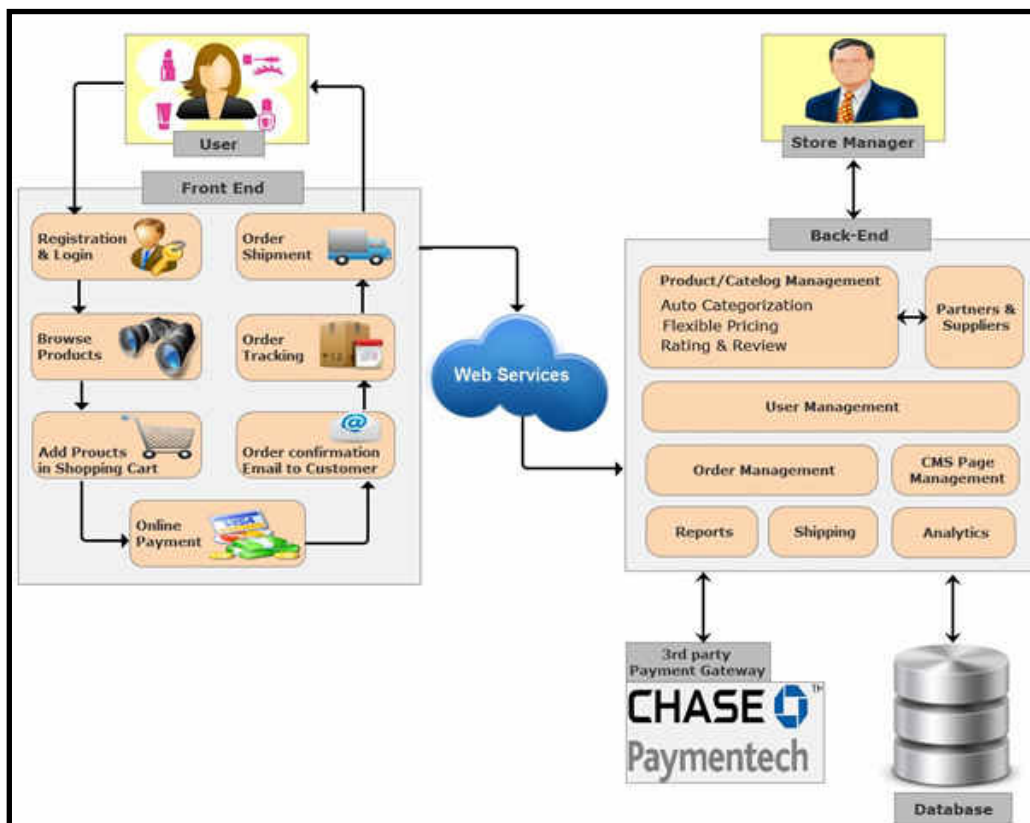 User
Front End
Registration
& Login
Browse
Products
Add Proucts
in Shopping Cart
Online
Payment
Order confirmation
Email to Customer
Order
Tracking
Order
Shipment
Web Services
Store Manager
Back-End
Product/Catelog Management
Auto Categorization
Flexible Pricing
Rating & Review
Partners &
Suppliers
User Management
Order Management
CMS Page
Management
Reports
Shipping
Analytics
3rd party
Payment Gateway
CHASE TM
Paymentech
Database